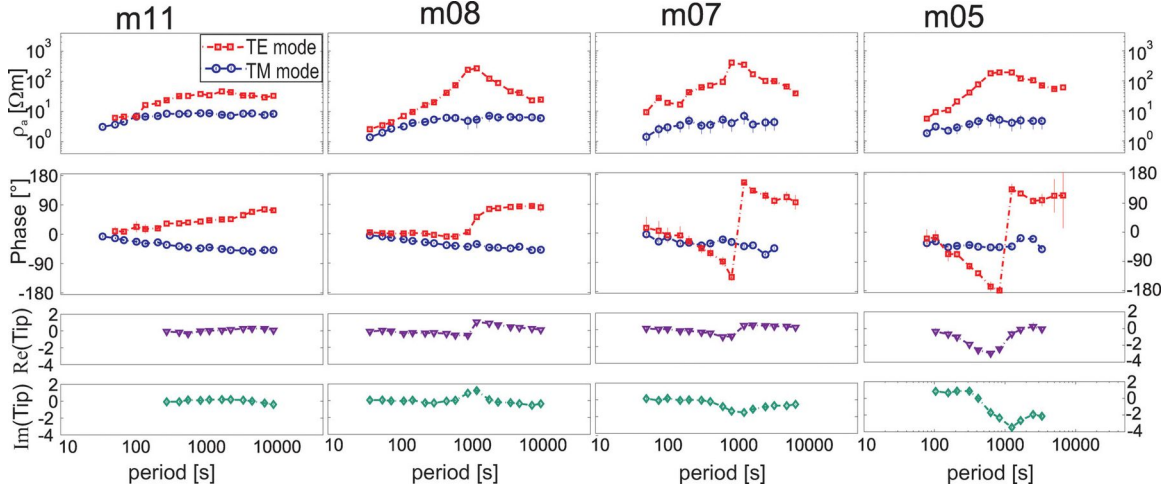 m11 m08 m07 m05
TE mode
TM mode
ρa [Ωm]
10³ 10³
10² 10²
10¹ 10¹
10⁰ 10⁰
Phase [°]
180 180
90 90
0 0
-90 -90
-180 -180
Re(Tip)
2 2
0 0
-2 -2
-4 -4
Im(Tip)
2 2
0 0
-2 -2
-4 -4
10 100 1000 10000 100 1000 10000 100 1000 10000 10 100 1000 10000
period [s] period [s] period [s] period [s]